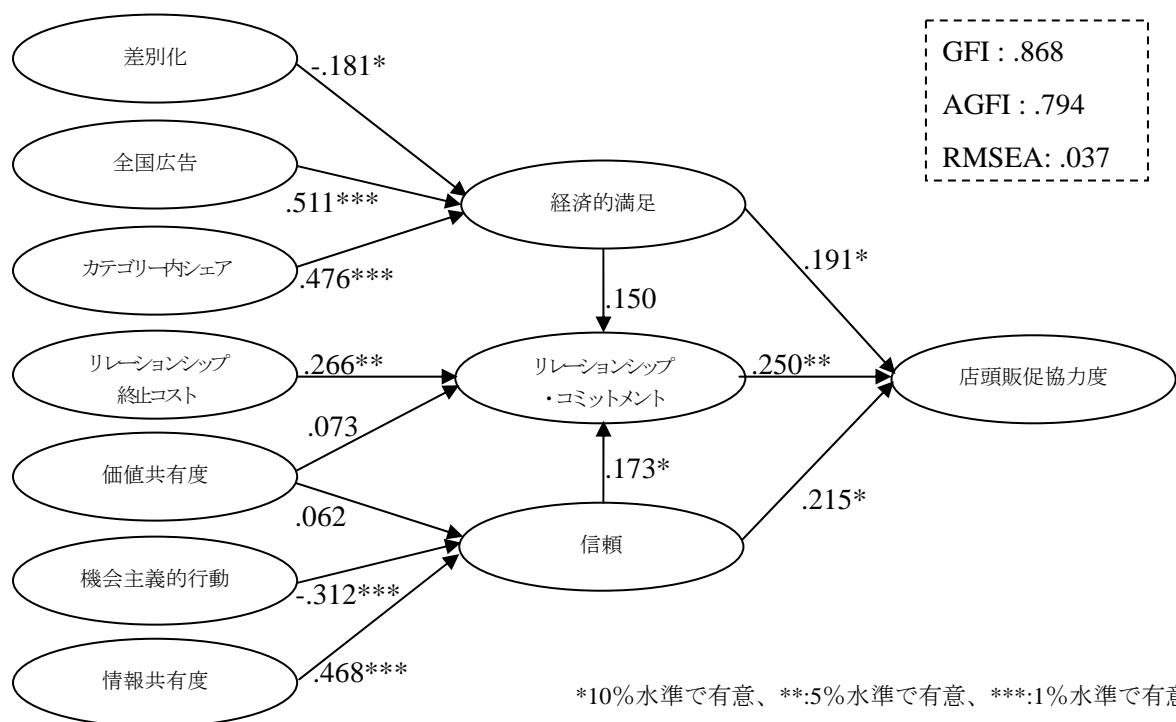 差別化
-.181*
全国広告
.511***
カテゴリー内シェア
.476***
リレーションシップ
終止コスト
.266**
価値共有度
.073
.062
機会主義的行動
-.312***
情報共有度
.468***
経済的満足
.150
リレーションシップ
・コミットメント
.173*
信頼
.191*
.250**
.215*
店頭販促協力度
GFI : .868
AGFI : .794
RMSEA: .037
*10%水準で有意、**:5%水準で有意、***:1%水準で有意